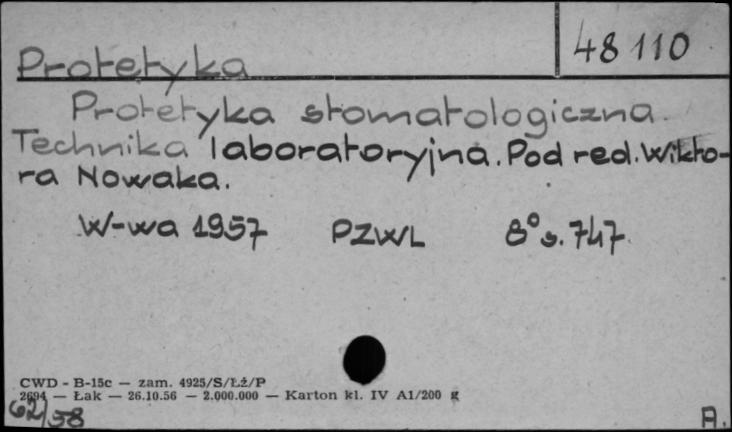 48 110
Protetyka
Protetyka stomatologiczna.
Technika laboratoryjna. Pod red. Wikto-
ra Nowaka.
W-wa 1957 PZWL 8° s. 747.
CWD - B-15c — zam. 4925/S/Łż/P
2694 — Łak — 26.10.56 — 2.000.000 — Karton kl. IV A1/200 g
62/58
A.